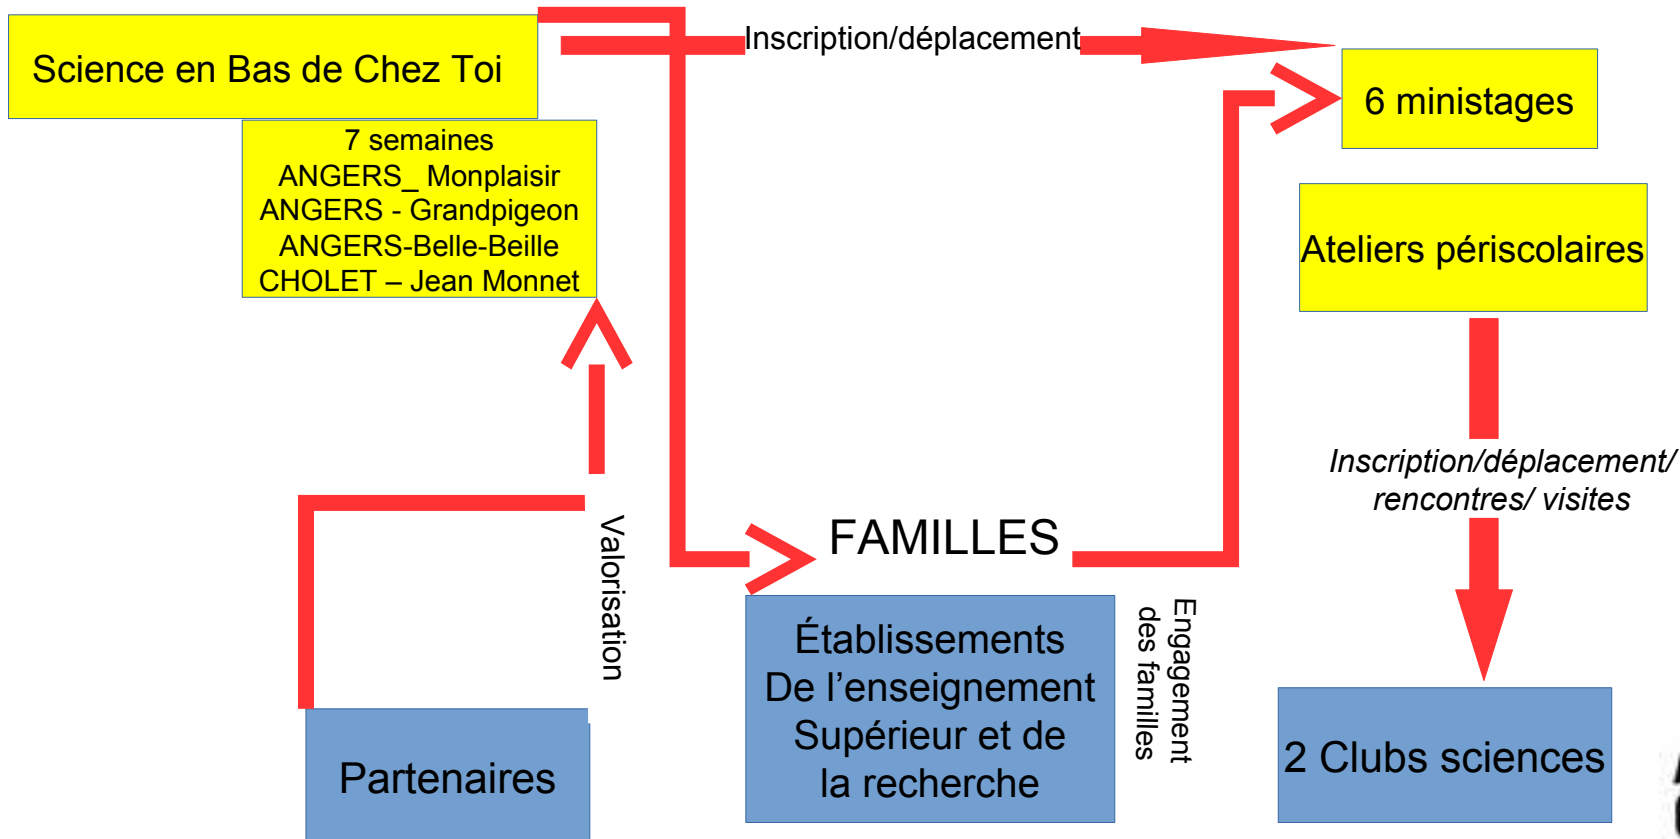 Science en Bas de Chez Toi
7 semaines
ANGERS_ Monplaisir
ANGERS - Grandpigeon
ANGERS-Belle-Beille
CHOLET – Jean Monnet
Inscription/déplacement
6 ministages
Ateliers périscolaires
Inscription/déplacement/
rencontres/ visites
2 Clubs sciences
FAMILLES
Établissements
De l’enseignement
Supérieur et de
la recherche
Engagement
des familles
Valorisation
Partenaires